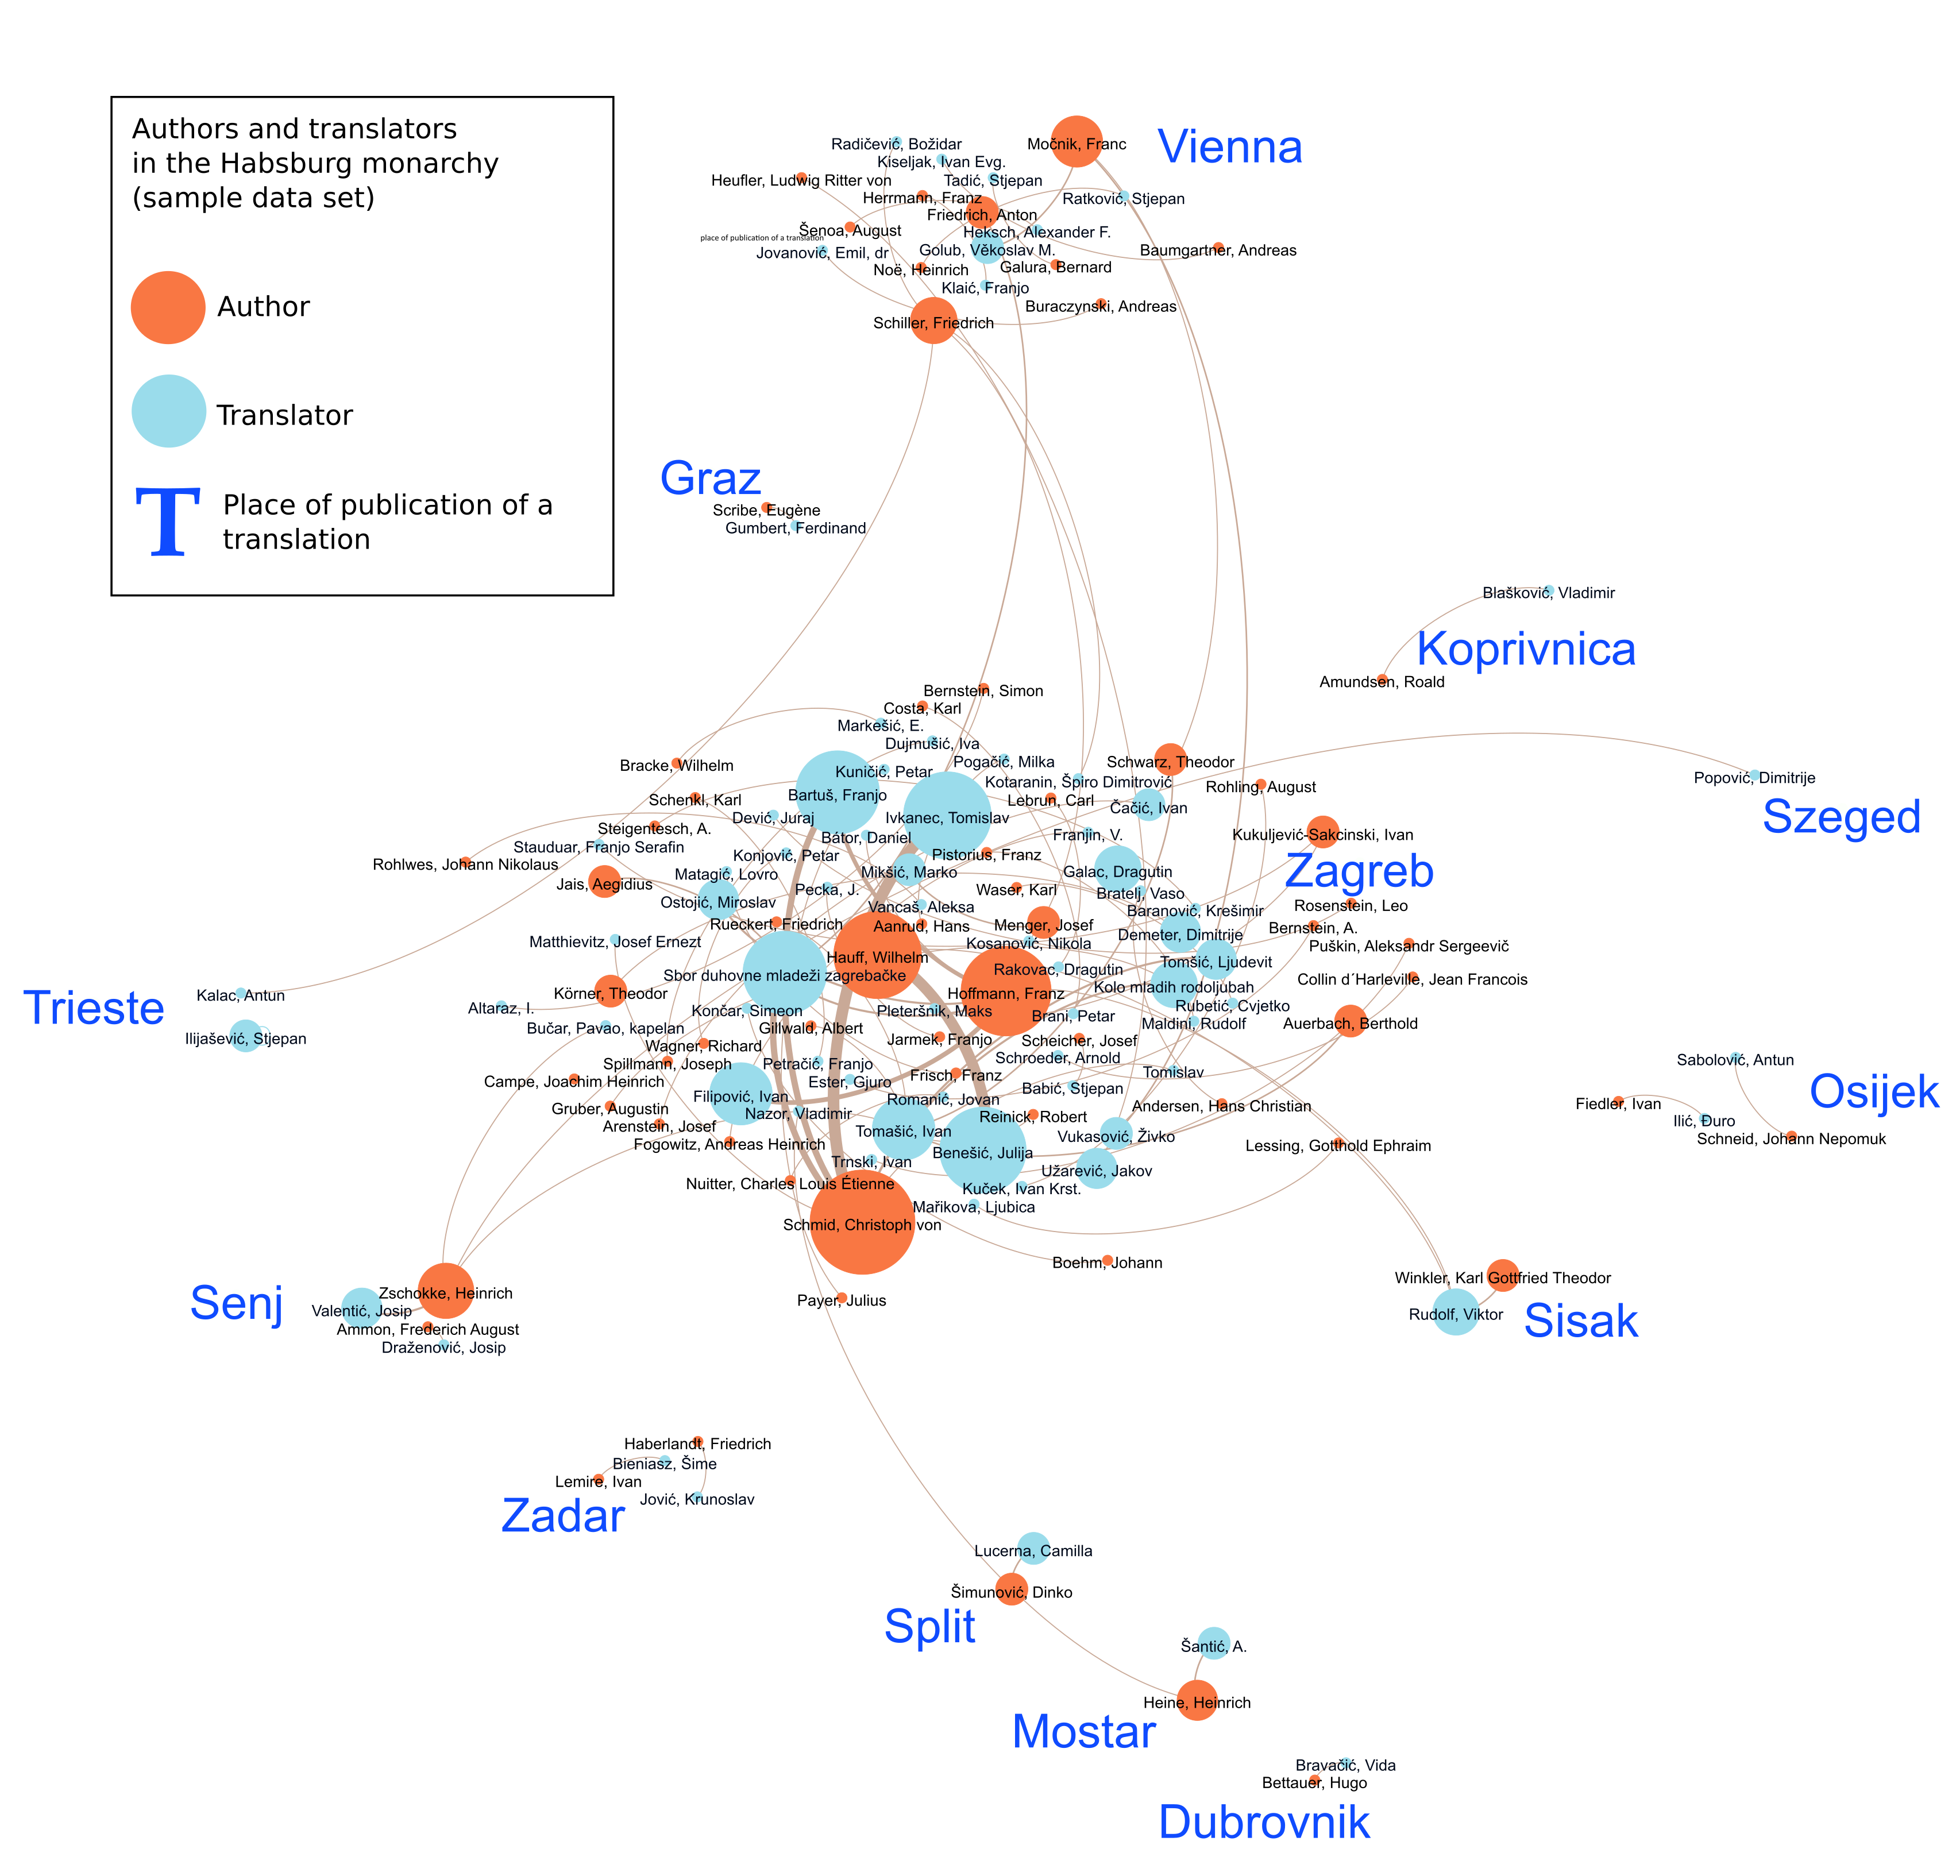 Authors and translators
in the Habsburg monarchy
(sample data set)
Author
Translator
T
Place of publication of a
translation
Vienna
Močnik, Franc
Radičević, Božidar
Kiseljak, Ivan Evg.
Heufler, Ludwig Ritter von
Tadić, Stjepan
Herrmann, Franz
Ratković, Stjepan
Friedrich, Anton
Šenoa, August
Heksch, Alexander F.
place of publication of a translation
Jovanović, Emil, dr
Golub, Věkoslav M.
Baumgartner, Andreas
Noë, Heinrich
Galura, Bernard
Klaić, Franjo
Buraczynski, Andreas
Schiller, Friedrich
Graz
Scribe, Eugène
Gumbert, Ferdinand
Blašković, Vladimir
Koprivnica
Amundsen, Roald
Bernstein, Simon
Costa, Karl
Markešić, E.
Dujmušić, Iva
Bracke, Wilhelm
Kuničić, Petar
Pogačić, Milka
Schwarz, Theodor
Popović, Dimitrije
Szeged
Kotaranin, Špiro Dimitrović
Rohling, August
Bartuš, Franjo
Schenkl, Karl
Lebrun, Carl
Čačić, Ivan
Dević, Juraj
Ivkanec, Tomislav
Steigentesch, A.
Bátor, Daniel
Franjin, V.
Kukuljević-Sakcinski, Ivan
Stauduar, Franjo Serafin
Konjović, Petar
Pistorius, Franz
Zagreb
Rohlwes, Johann Nikolaus
Matagić, Lovro
Mikšić, Marko
Galac, Dragutin
Jais, Aegidius
Pecka, J.
Waser, Karl
Bratelj, Vaso
Ostojić, Miroslav
Vancaš, Aleksa
Baranović, Krešimir
Rosenstein, Leo
Rueckert, Friedrich
Aanrud, Hans
Menger, Josef
Bernstein, A.
Matthievitz, Josef Ernezt
Kosanović, Nikola
Demeter, Dimitrije
Puškin, Aleksandr Sergeevič
Hauff, Wilhelm
Tomšić, Ljudevit
Sbor duhovne mladeži zagrebačke
Rakovac, Dragutin
Collin d´Harleville, Jean Francois
Trieste
Kalac, Antun
Körner, Theodor
Hoffmann, Franz
Kolo mladih rodoljubah
Altaraz, I.
Končar, Simeon
Pleteršnik, Maks
Rubetić, Cvjetko
Ilijašević, Stjepan
Bučar, Pavao, kapelan
Gillwald, Albert
Brani, Petar
Maldini, Rudolf
Auerbach, Berthold
Wagner, Richard
Jarmek, Franjo
Scheicher, Josef
Spillmann, Joseph
Petračić, Franjo
Schroeder, Arnold
Sabolović, Antun
Campe, Joachim Heinrich
Ester, Gjuro
Frisch, Franz
Tomislav
Osijek
Filipović, Ivan
Babić, Stjepan
Romanić, Jovan
Fiedler, Ivan
Gruber, Augustin
Nazor, Vladimir
Reinick, Robert
Andersen, Hans Christian
Ilić, Đuro
Arenstein, Josef
Tomašić, Ivan
Vukasović, Živko
Schneid, Johann Nepomuk
Fogowitz, Andreas Heinrich
Benešić, Julija
Lessing, Gotthold Ephraim
Trnski, Ivan
Užarević, Jakov
Nuitter, Charles Louis Étienne
Kuček, Ivan Krst.
Mařikova, Ljubica
Schmid, Christoph von
Boehm, Johann
Winkler, Karl Gottfried Theodor
Senj
Zschokke, Heinrich
Payer, Julius
Valentić, Josip
Rudolf, Viktor
Sisak
Ammon, Frederich August
Draženović, Josip
Haberlandt, Friedrich
Bieniasz, Šime
Lemire, Ivan
Jović, Krunoslav
Zadar
Lucerna, Camilla
Šimunović, Dinko
Split
Šantić, A.
Heine, Heinrich
Mostar
Bravačić, Vida
Bettauer, Hugo
Dubrovnik